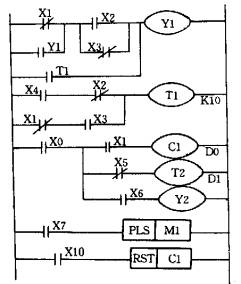 X1 X2 Y1
Y1 X3
T1
X4 X2 T1 K10
X1 X3
X0 X1 C1 D0
X5 T2 D1
X6 Y2
X7 PLS M1
X10 RST C1